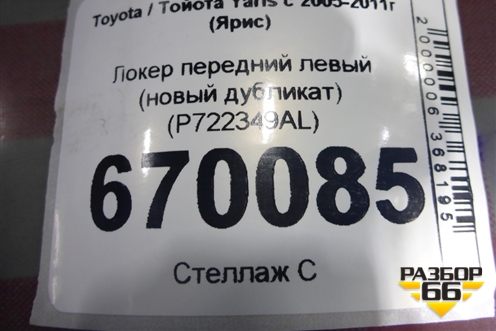 Toyota / Тойота Yaris с 2005-2011г
(Ярис)
Локер передний левый
(новый дубликат)
(P722349AL)
670085
Стеллаж С
2000006368195
РАЗБОР
66